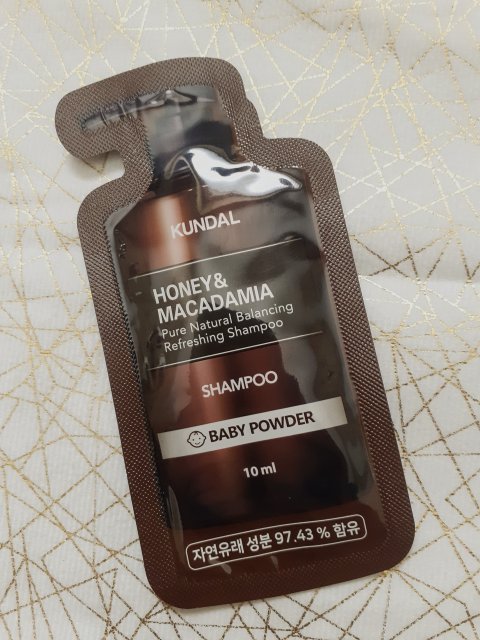 KUNDAL
HONEY&
MACADAMIA
Pure Natural Balancing
Refreshing Shampoo
SHAMPOO
BABY POWDER
10 ml
자연유래 성분 97.43 % 함유